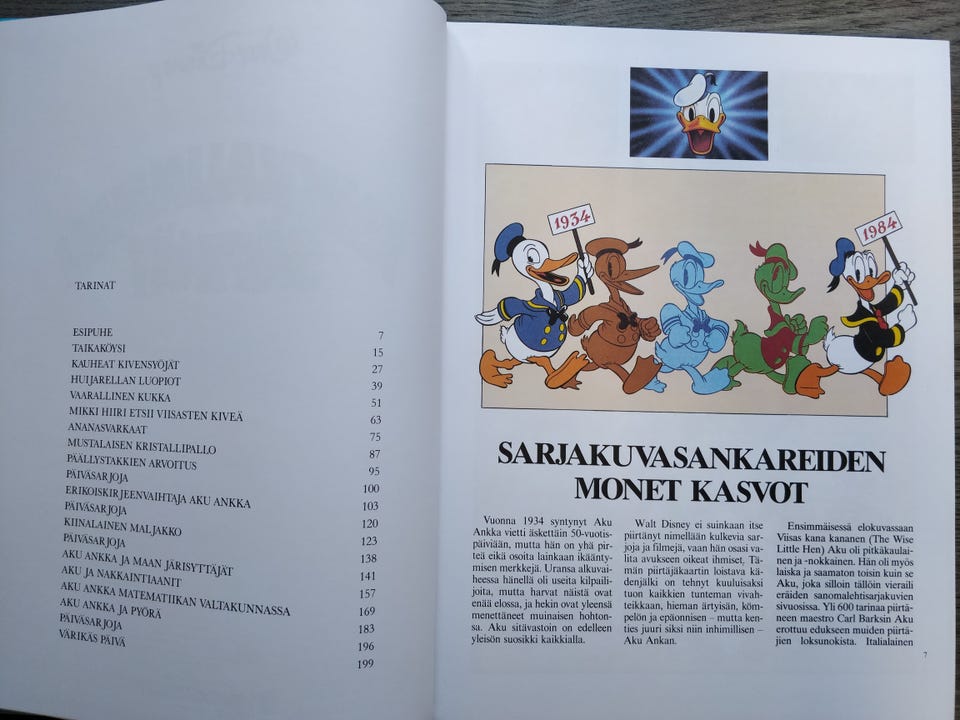 TARINAT
ESIPUHE 7
TAIKAKÖYSI 15
KAUHEAT KIVENSYÖJÄT 27
HUIJARELLAN LUOPIOT 39
VAARALLINEN KUKKA 51
MIKKI HIIRI ETSII VIISASTEN KIVEÄ 63
ANANASVARKAAT 75
MUSTALAISEN KRISTALLIPALLO 87
PÄÄLLYSTAKKIEN ARVOITUS 95
PÄIVÄSARJOJA 100
ERIKOISKIRJEENVAIHTAJA AKU ANKKA 103
PÄIVÄSARJOJA 120
KIINALAINEN MALJAKKO 123
PÄIVÄSARJOJA 138
AKU ANKKA JA MAAN JÄRISYTTÄJÄT 141
AKU JA NAKKAINTIAANIT 157
AKU ANKKA MATEMATIIKAN VALTAKUNNASSA 169
AKU ANKKA JA PYÖRÄ 183
PÄIVÄSARJOJA 196
VÄRIKÄS PÄIVÄ 199
1934
1984
SARJAKUVASANKAREIDEN
MONET KASVOT
Vuonna 1934 syntynyt Aku
Ankka vietti äskettäin 50-vuotis-
päiviään, mutta hän on yhä pir-
teä eikä osoita lainkaan ikäänty-
misen merkkejä. Uransa alkuvai-
heessa hänellä oli useita kilpaili-
joita, mutta harvat näistä ovat
enää elossa, ja hekin ovat yleensä
menettäneet muinaisen hohton-
sa. Aku sitävastoin on edelleen
yleisön suosikki kaikkialla.
Walt Disney ei suinkaan itse
piirtänyt nimellään kulkevia sar-
joja ja filmejä, vaan hän osasi va-
lita avukseen oikeat ihmiset. Tä-
män piirtäjäkaartin loistava kä-
denjälki on tehnyt kuuluisaksi
tuon kaikkien tunteman vivah-
teikkaan, hieman ärtyisän, köm-
pelön ja epäonnisen – mutta ken-
ties juuri siksi niin inhimillisen –
Aku Ankan.
Ensimmäisessä elokuvassaan
Viisas kana kananen (The Wise
Little Hen) Aku oli pitkäkaulai-
nen ja -nokkainen. Hän oli myös
laiska ja saamaton toisin kuin se
Aku, joka silloin tällöin vieraili
eräiden sanomalehtisarjakuvien
sivuosissa. Yli 600 tarinaa piirtä-
neen maestro Carl Barksin Aku
erottuu edukseen muiden piirtä-
jien loksunokista. Italialainen
7